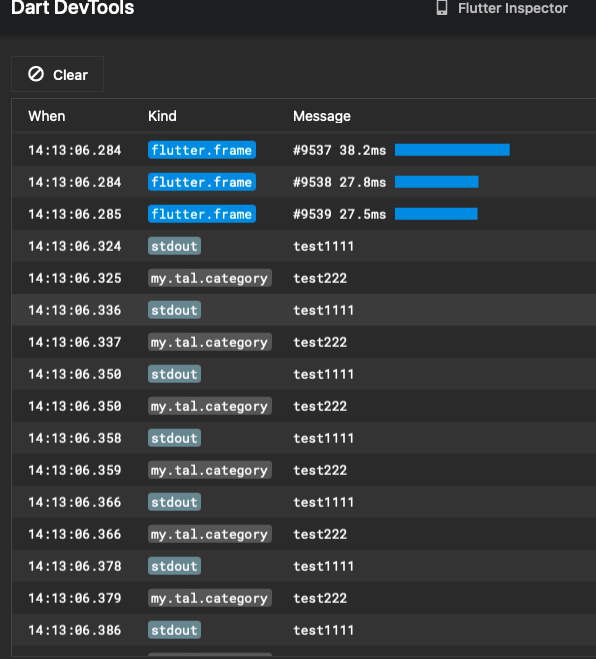 Dart DevTools Flutter Inspector
Clear
When Kind Message
14:13:06.284 flutter.frame #9537 38.2ms
14:13:06.284 flutter.frame #9538 27.8ms
14:13:06.285 flutter.frame #9539 27.5ms
14:13:06.324 stdout test1111
14:13:06.325 my.tal.category test222
14:13:06.336 stdout test1111
14:13:06.337 my.tal.category test222
14:13:06.350 stdout test1111
14:13:06.350 my.tal.category test222
14:13:06.358 stdout test1111
14:13:06.359 my.tal.category test222
14:13:06.366 stdout test1111
14:13:06.366 my.tal.category test222
14:13:06.378 stdout test1111
14:13:06.379 my.tal.category test222
14:13:06.386 stdout test1111